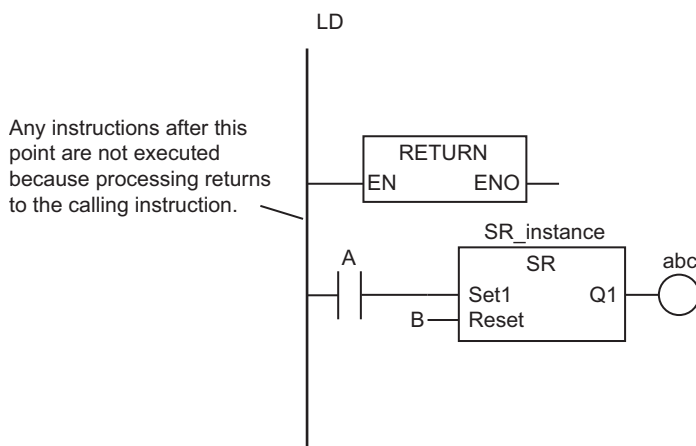 LD
Any instructions after this
point are not executed
because processing returns
to the calling instruction.
RETURN
EN ENO
SR_instance
A
SR
abc
Set1 Q1
B Reset